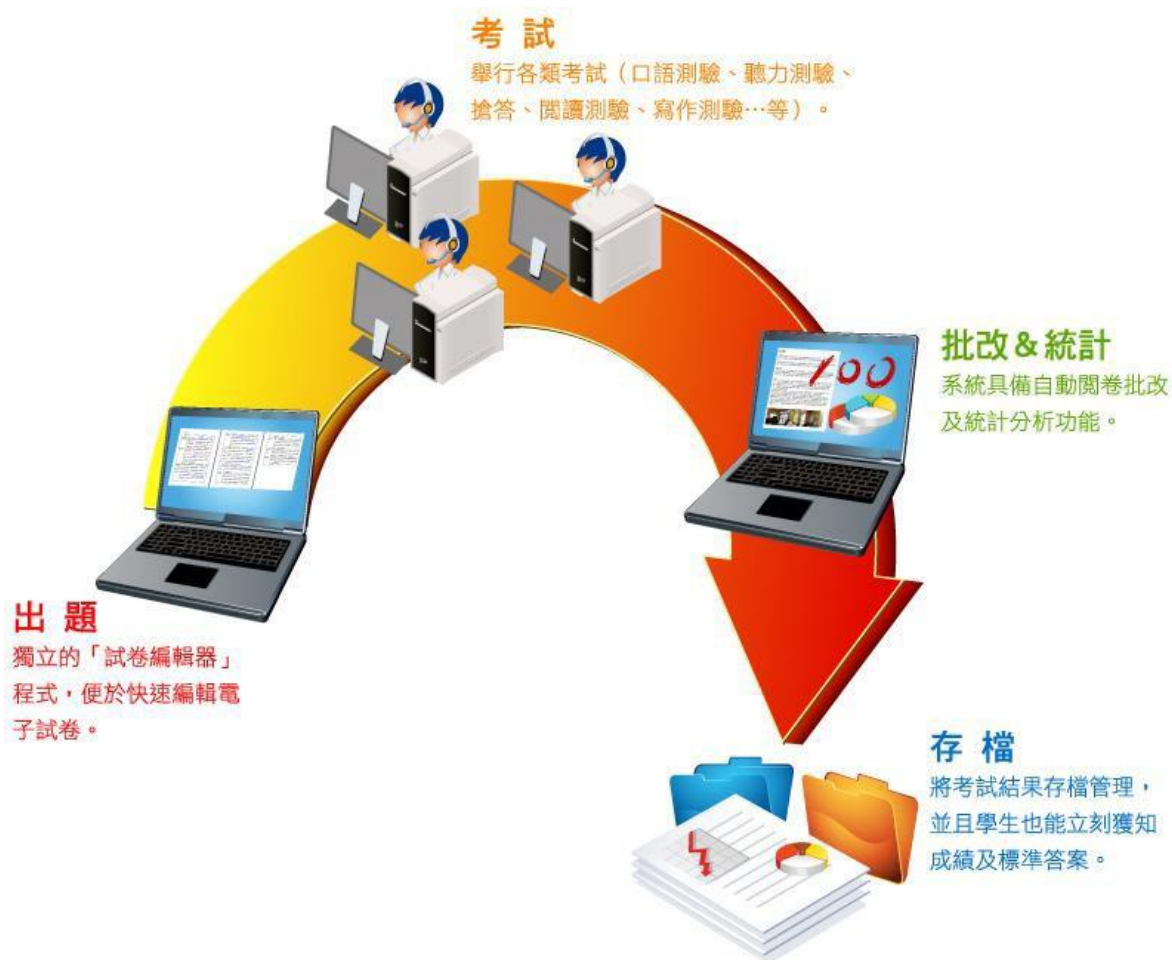 考試
舉行各類考試（口語測驗、聽力測驗、
搶答、閱讀測驗、寫作測驗…等）。
批改＆統計
系統具備自動閱卷批改
及統計分析功能。
出題
獨立的「試卷編輯器」
程式，便於快速編輯電
子試卷。
存檔
將考試結果存檔管理，
並且學生也能立刻獲知
成績及標準答案。